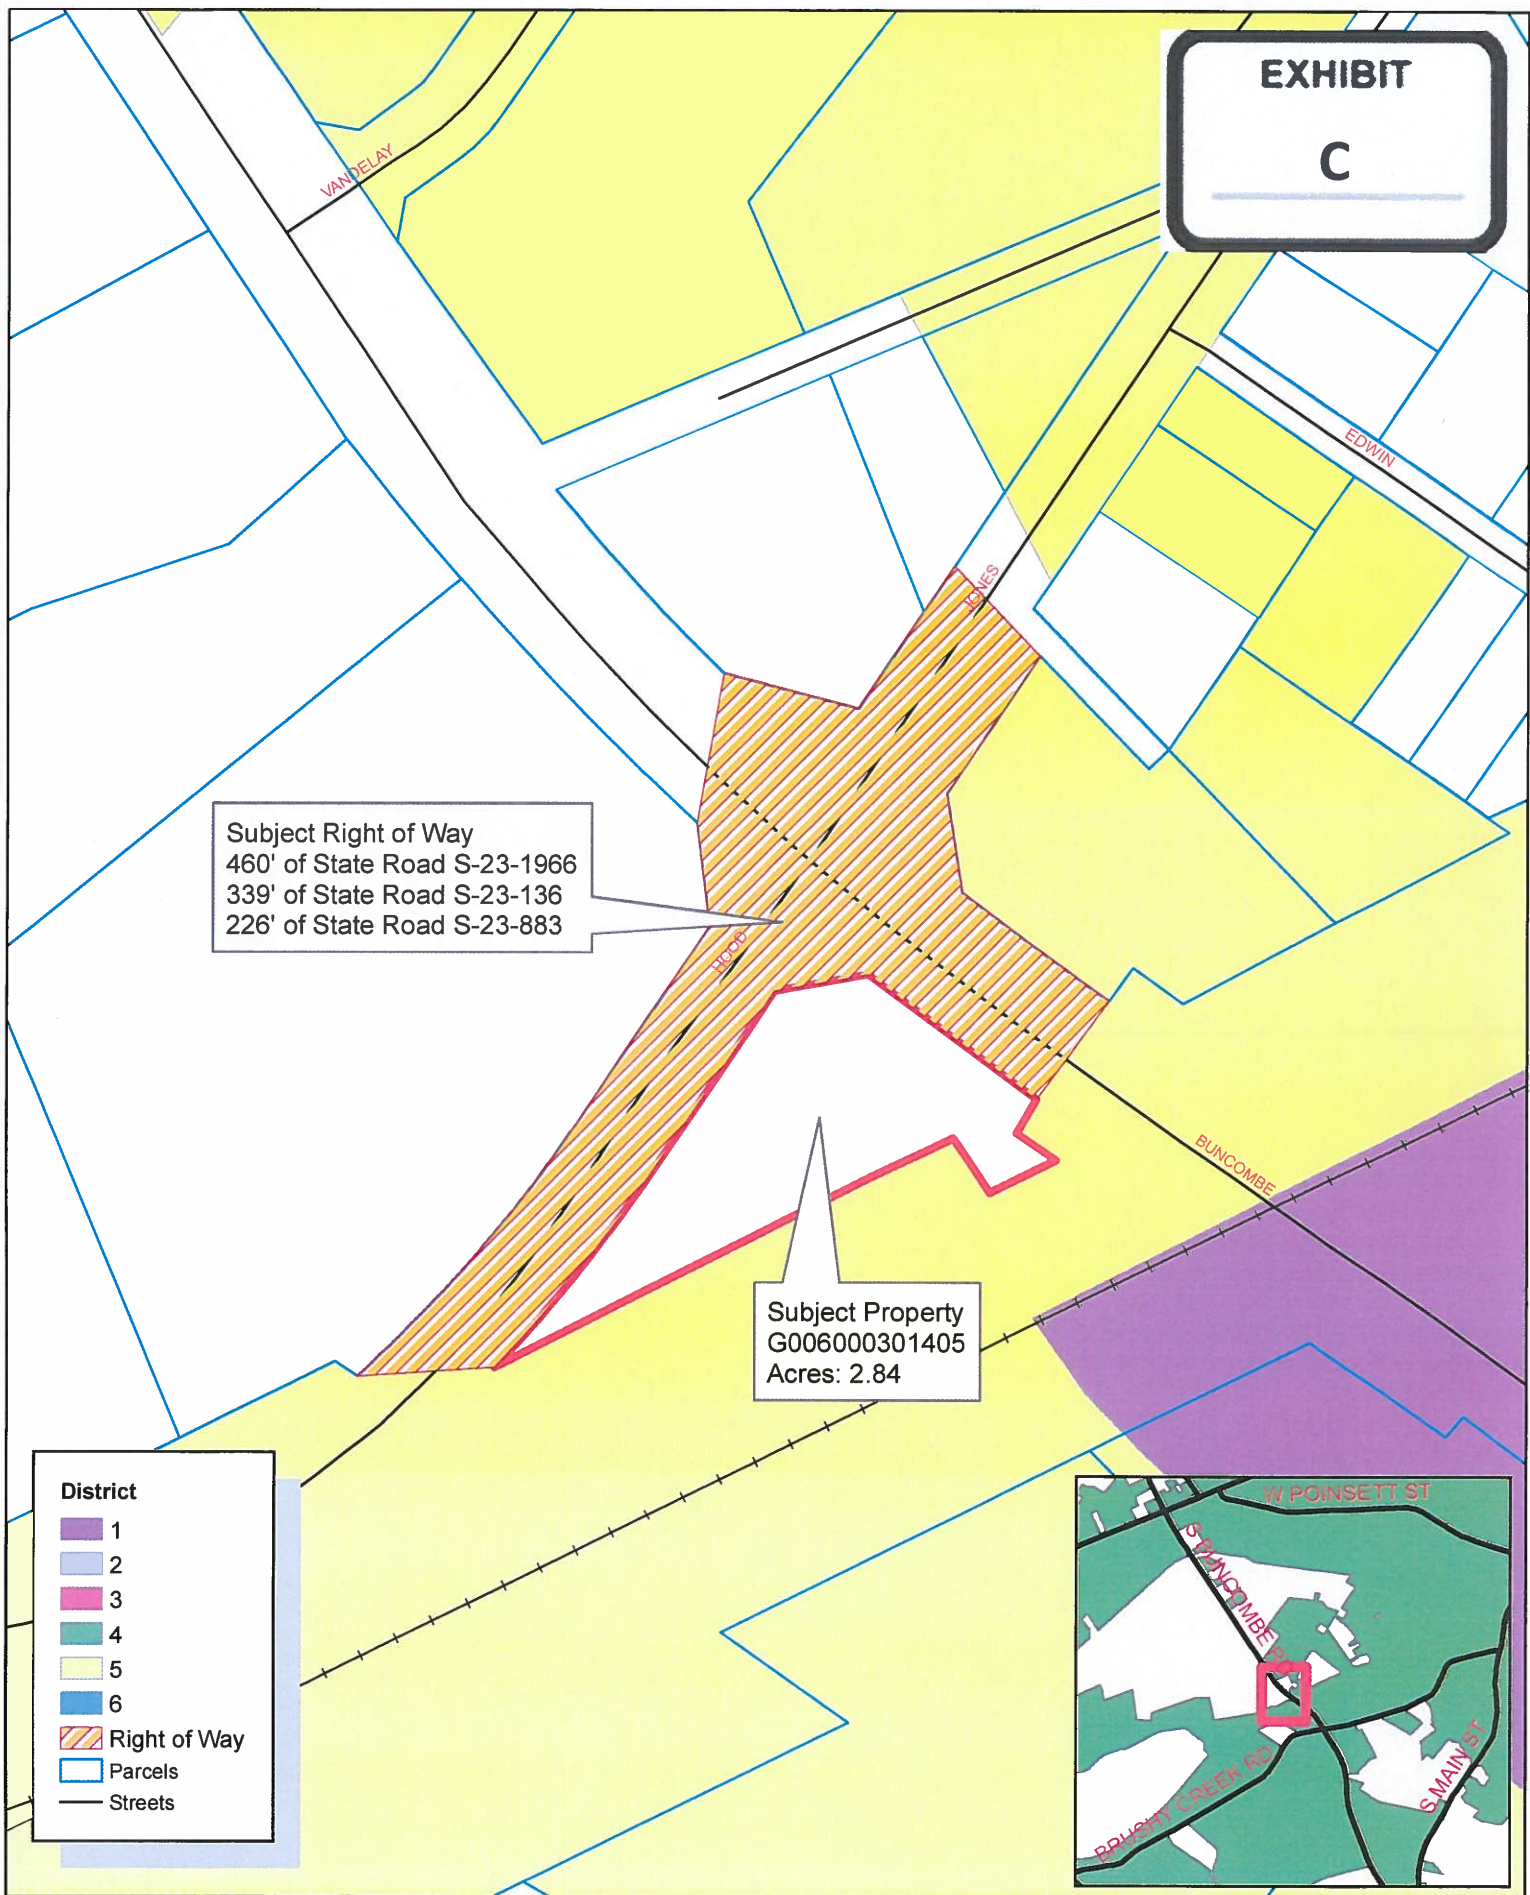 EXHIBIT
C
VANDELAY
EDWIN
JONES
Subject Right of Way
460' of State Road S-23-1966
339' of State Road S-23-136
226' of State Road S-23-883
HOOD
BUNCOMBE
Subject Property
G006000301405
Acres: 2.84
District
1
2
3
4
5
6
Right of Way
Parcels
Streets
W POINSETT ST
S BUNCOMBE RD
BRUSHY CREEK RD
S MAIN ST